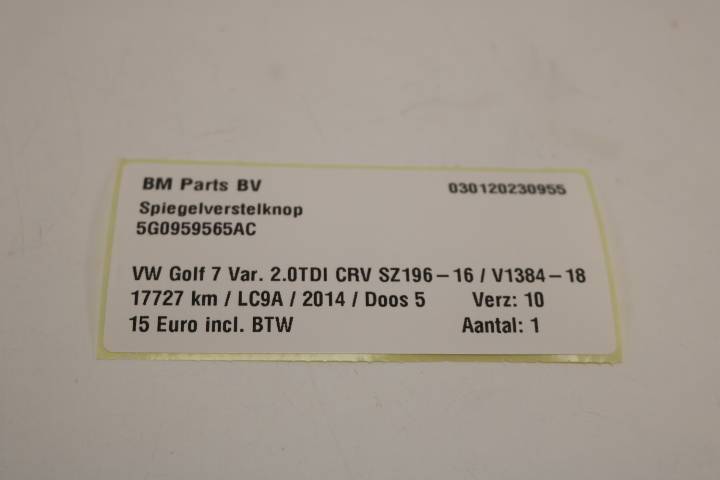 BM Parts BV 030120230955
Spiegelverstelknop
5G0959565AC
VW Golf 7 Var. 2.0TDI CRV SZ196-16 / V1384-18
17727 km / LC9A / 2014 / Doos 5 Verz: 10
15 Euro incl. BTW Aantal: 1